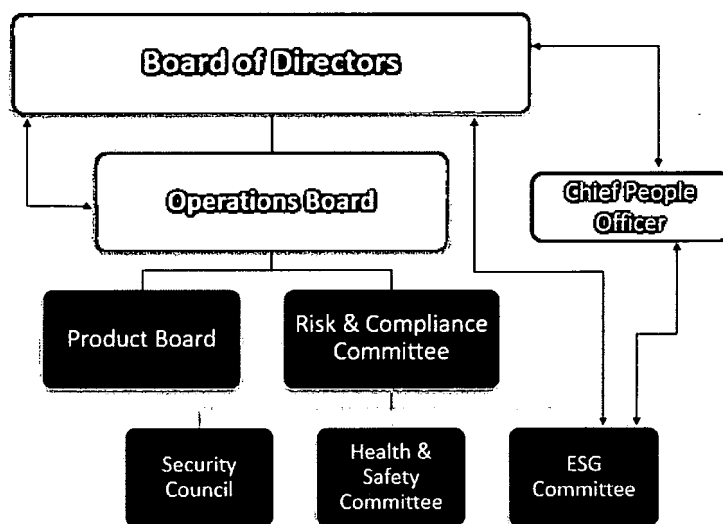 Board of Directors
Operations Board
Chief People
Officer
Product Board
Risk & Compliance
Committee
Security
Council
Health &
Safety
Committee
ESG
Committee